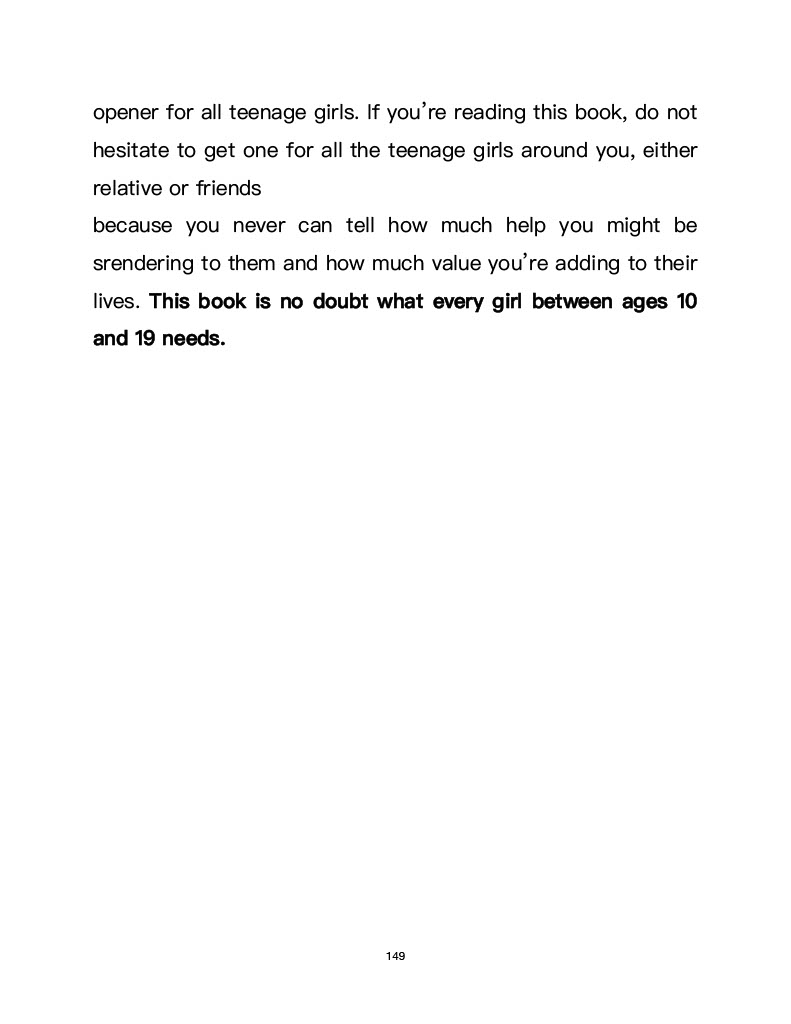 opener for all teenage girls. If you’re reading this book, do not
hesitate to get one for all the teenage girls around you, either
relative or friends
because you never can tell how much help you might be
srendering to them and how much value you’re adding to their
lives. This book is no doubt what every girl between ages 10
and 19 needs.
149